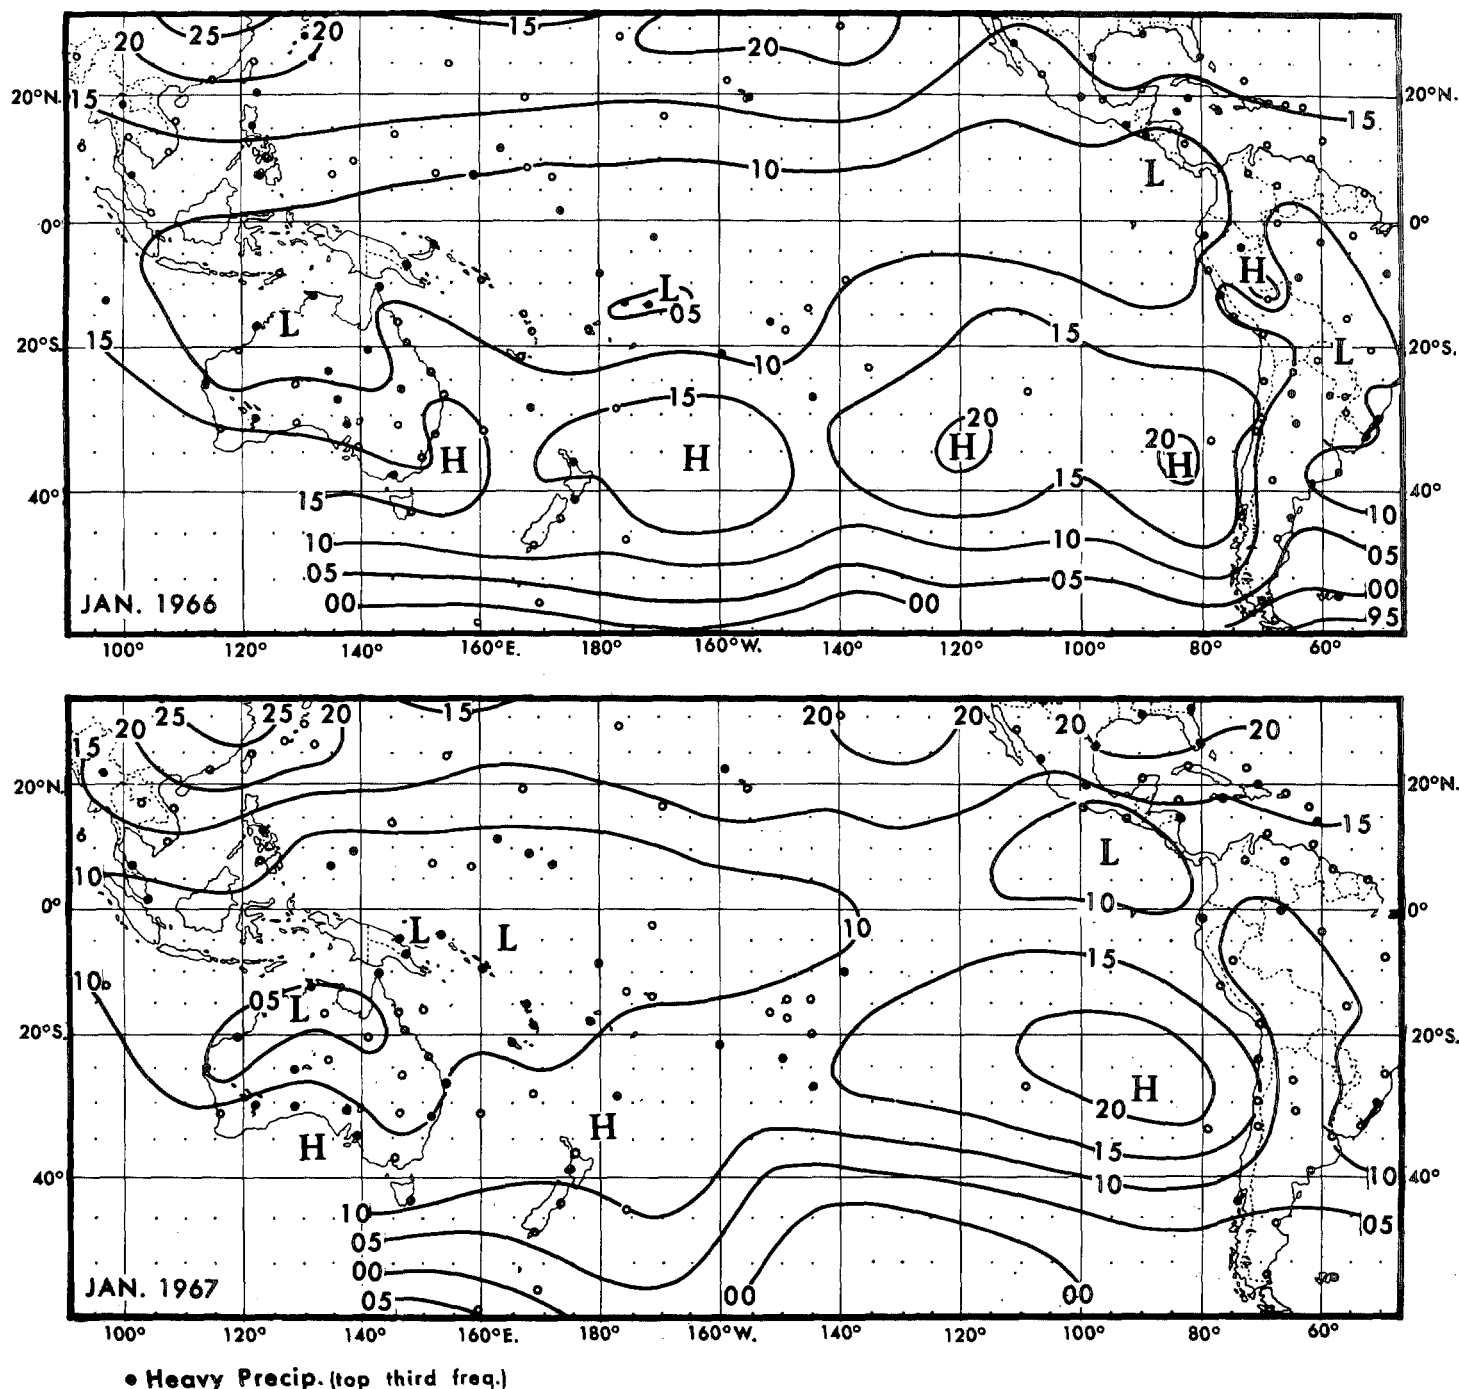 20 25 20 15 20
20°N. 15 20°N.
15
10 L
0° 0°
H
L 05
L 15
20°S. 15 10 L 20°S.
15
20 20
H H H H
40° 15 15 40°
10 10 10
05
05 05
JAN. 1966 00 00 00
95
100° 120° 140° 160°E. 180° 160°W. 140° 120° 100° 80° 60°
25 25 20 15 20 20 20 20
15 20
20°N. 20°N.
15
10 L
10
0° 0°
L L 10
15
10 05 L
20°S. 20°S.
H
20
H H
15
40° 10 10 40°
10
05 05
00
JAN. 1967 05 00 00
100° 120° 140° 160°E. 180° 160°W. 140° 120° 100° 80° 60°
• Heavy Precip. (top third freq.)